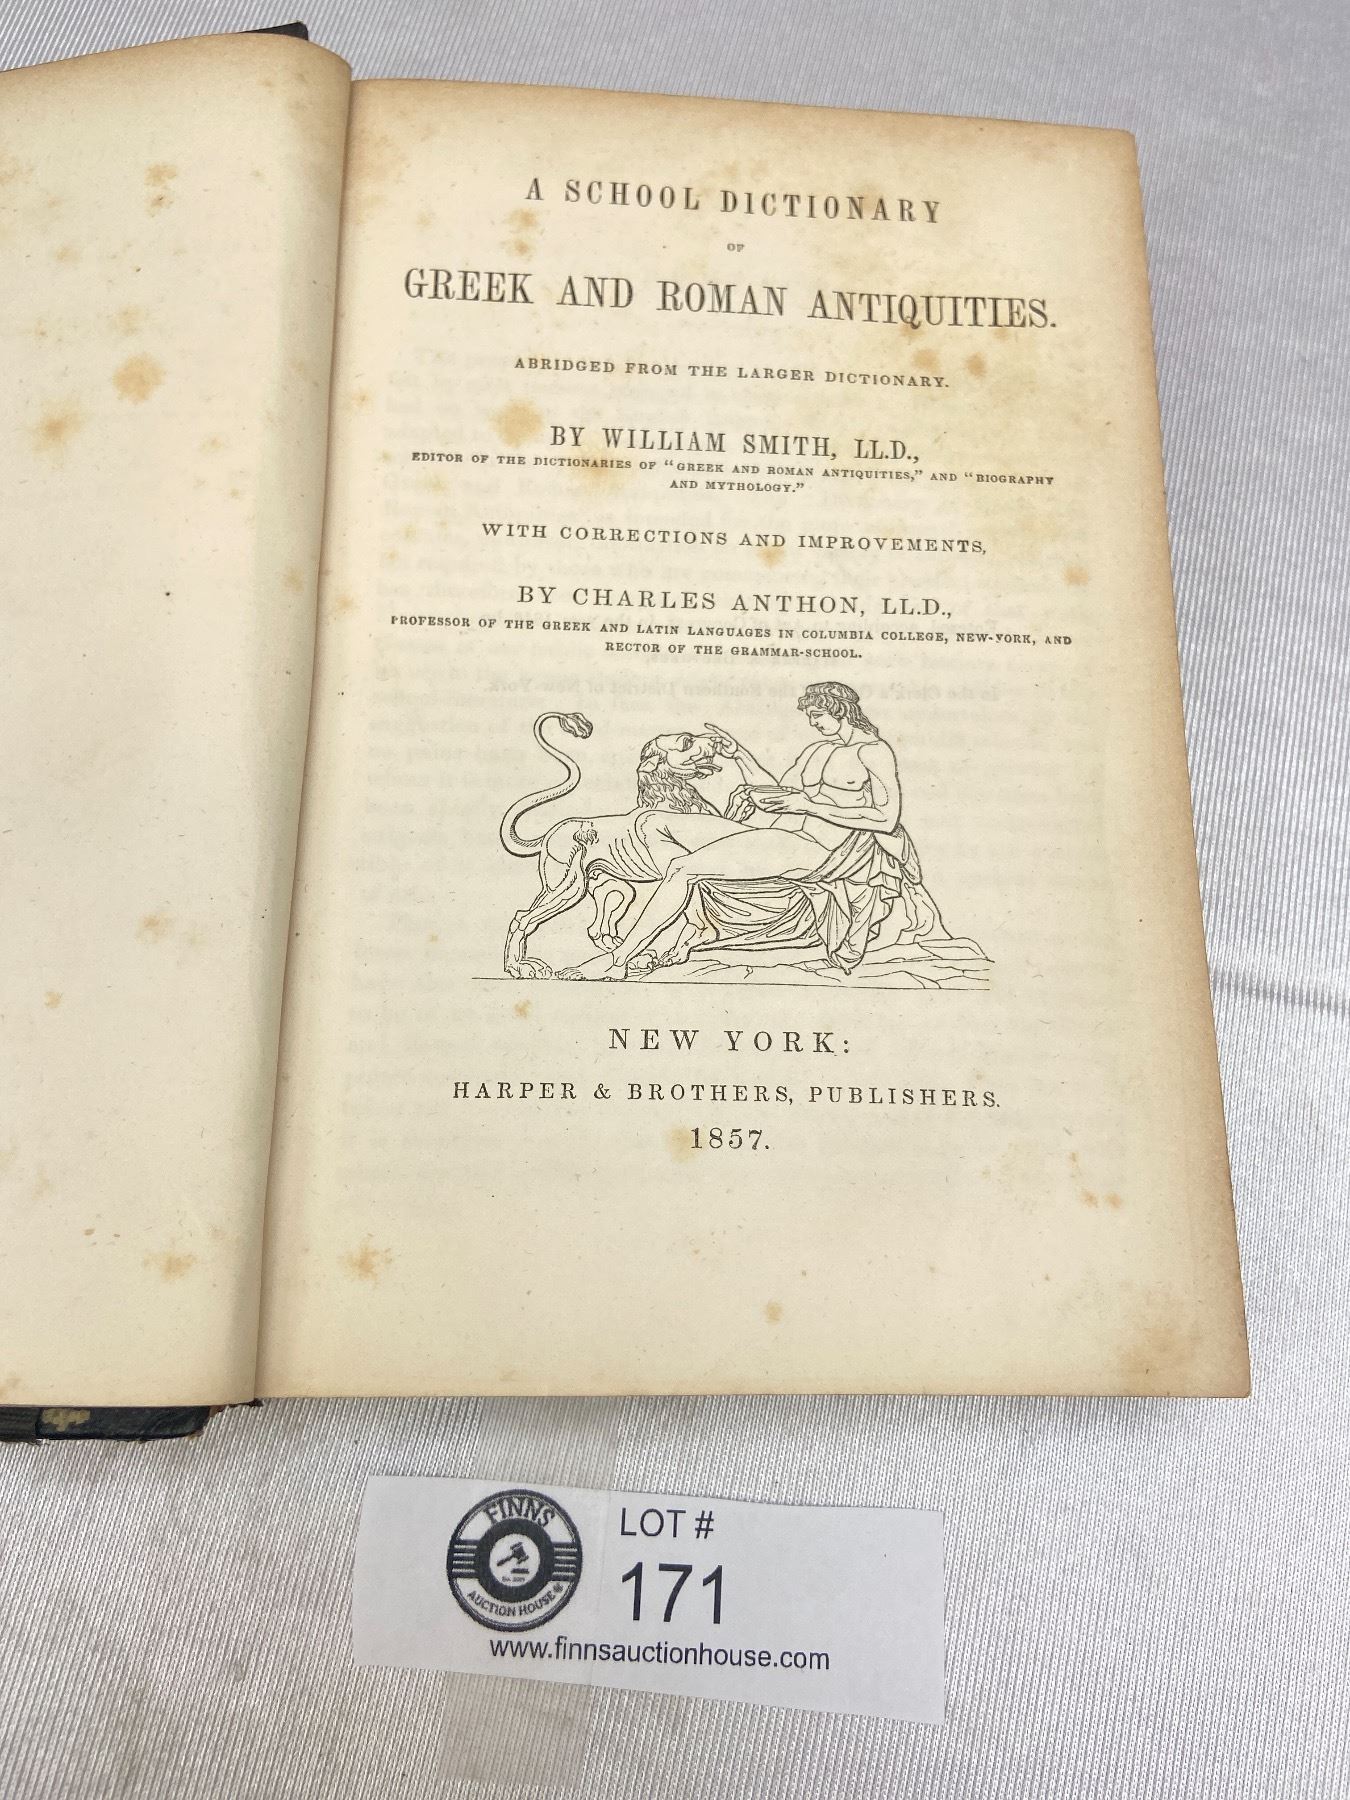 A SCHOOL DICTIONARY
OF
GREEK AND ROMAN ANTIQUITIES.
ABRIDGED FROM THE LARGER DICTIONARY.
BY WILLIAM SMITH, LL.D.,
EDITOR OF THE DICTIONARIES OF "GREEK AND ROMAN ANTIQUITIES," AND "BIOGRAPHY
AND MYTHOLOGY."
WITH CORRECTIONS AND IMPROVEMENTS,
BY CHARLES ANTHON, LL.D.,
PROFESSOR OF THE GREEK AND LATIN LANGUAGES IN COLUMBIA COLLEGE, NEW-YORK, AND
RECTOR OF THE GRAMMAR-SCHOOL.
NEW YORK:
HARPER & BROTHERS, PUBLISHERS.
1857.
FINNS
AUCTION HOUSE
LOT #
171
www.finnsauctionhouse.com